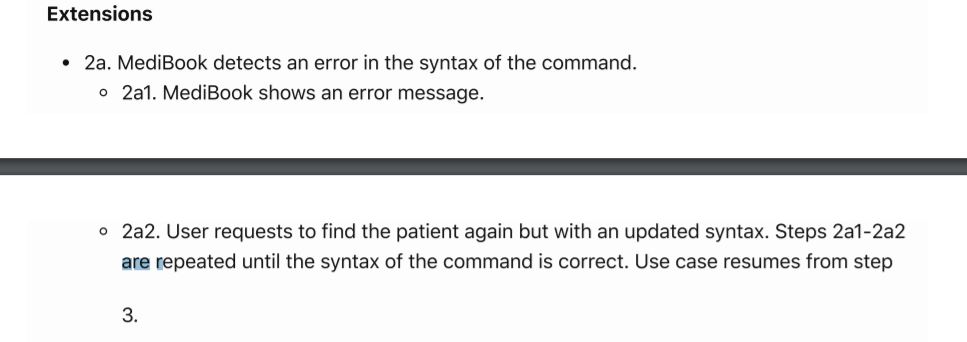 Extensions
• 2a. MediBook detects an error in the syntax of the command.
◦ 2a1. MediBook shows an error message.
◦ 2a2. User requests to find the patient again but with an updated syntax. Steps 2a1-2a2
are repeated until the syntax of the command is correct. Use case resumes from step
3.